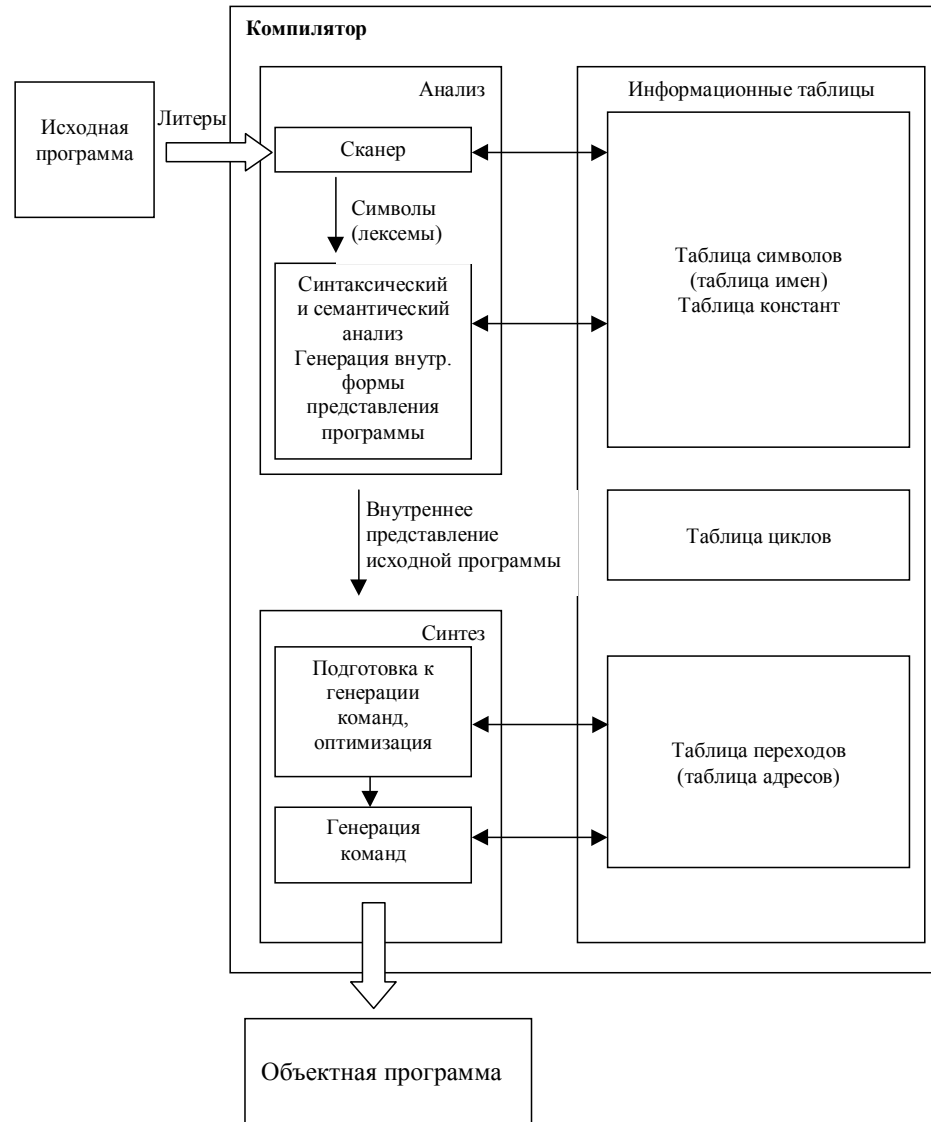 Компилятор
Исходная
программа
Литеры
Анализ
Сканер
Символы
(лексемы)
Синтаксический
и семантический
анализ
Генерация внутр.
формы
представления
программы
Внутреннее
представление
исходной программы
Синтез
Подготовка к
генерации
команд,
оптимизация
Генерация
команд
Информационные таблицы
Таблица символов
(таблица имен)
Таблица констант
Таблица циклов
Таблица переходов
(таблица адресов)
Объектная программа